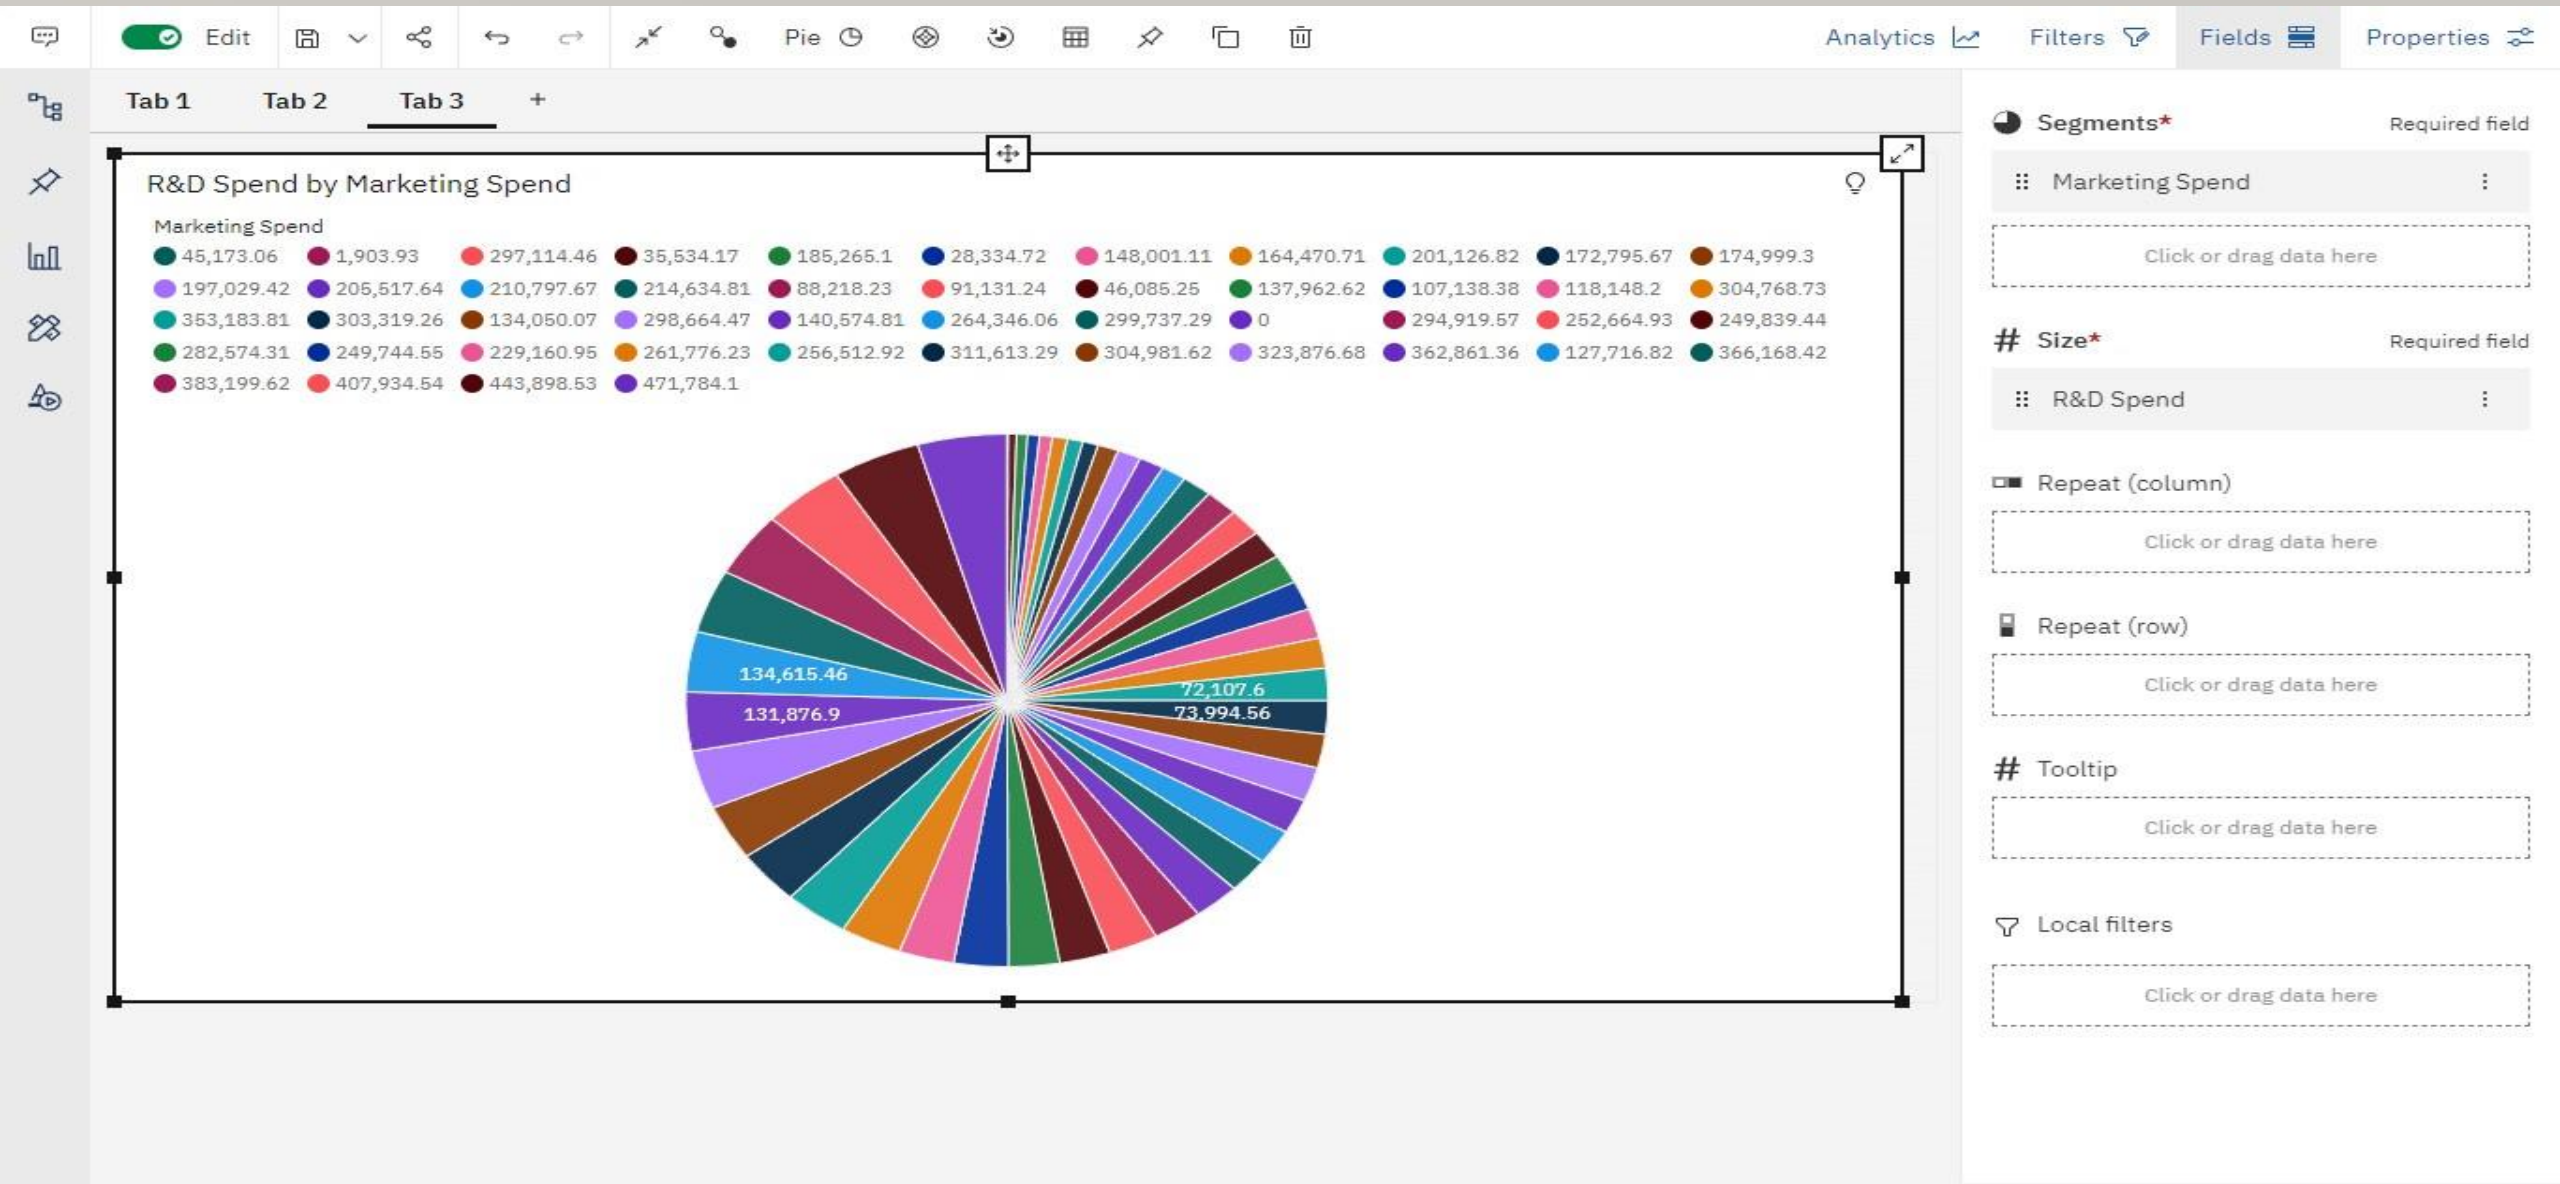 Edit Pie Analytics Filters Fields Properties
Tab 1 Tab 2 Tab 3 +
R&D Spend by Marketing Spend
Marketing Spend
45,173.06 1,903.93 297,114.46 35,534.17 185,265.1 28,334.72 148,001.11 164,470.71 201,126.82 172,795.67 174,999.3
197,029.42 205,517.64 210,797.67 214,634.81 88,218.23 91,131.24 46,085.25 137,962.62 107,138.38 118,148.2 304,768.73
353,183.81 303,319.26 134,050.07 298,664.47 140,574.81 264,346.06 299,737.29 0 294,919.57 252,664.93 249,839.44
282,574.31 249,744.55 229,160.95 261,776.23 256,512.92 311,613.29 304,981.62 323,876.68 362,861.36 127,716.82 366,168.42
383,199.62 407,934.54 443,898.53 471,784.1
134,615.46
72,107.6
131,876.9
73,994.56
Segments* Required field
Marketing Spend
Click or drag data here
# Size* Required field
R&D Spend
Repeat (column)
Click or drag data here
Repeat (row)
Click or drag data here
# Tooltip
Click or drag data here
Local filters
Click or drag data here